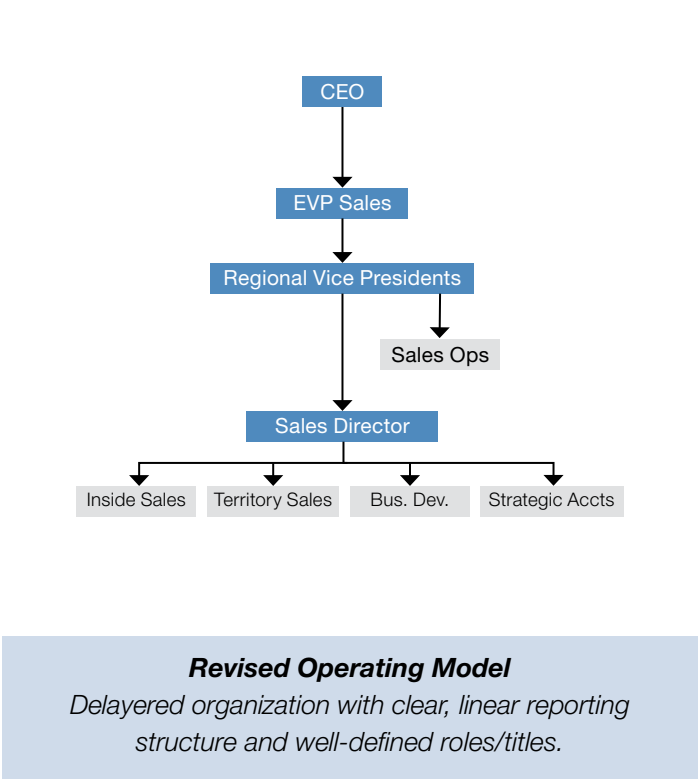 CEO
EVP Sales
Regional Vice Presidents
Sales Ops
Sales Director
Inside Sales
Territory Sales
Bus. Dev.
Strategic Accts
Revised Operating Model
Delayered organization with clear, linear reporting
structure and well-defined roles/titles.